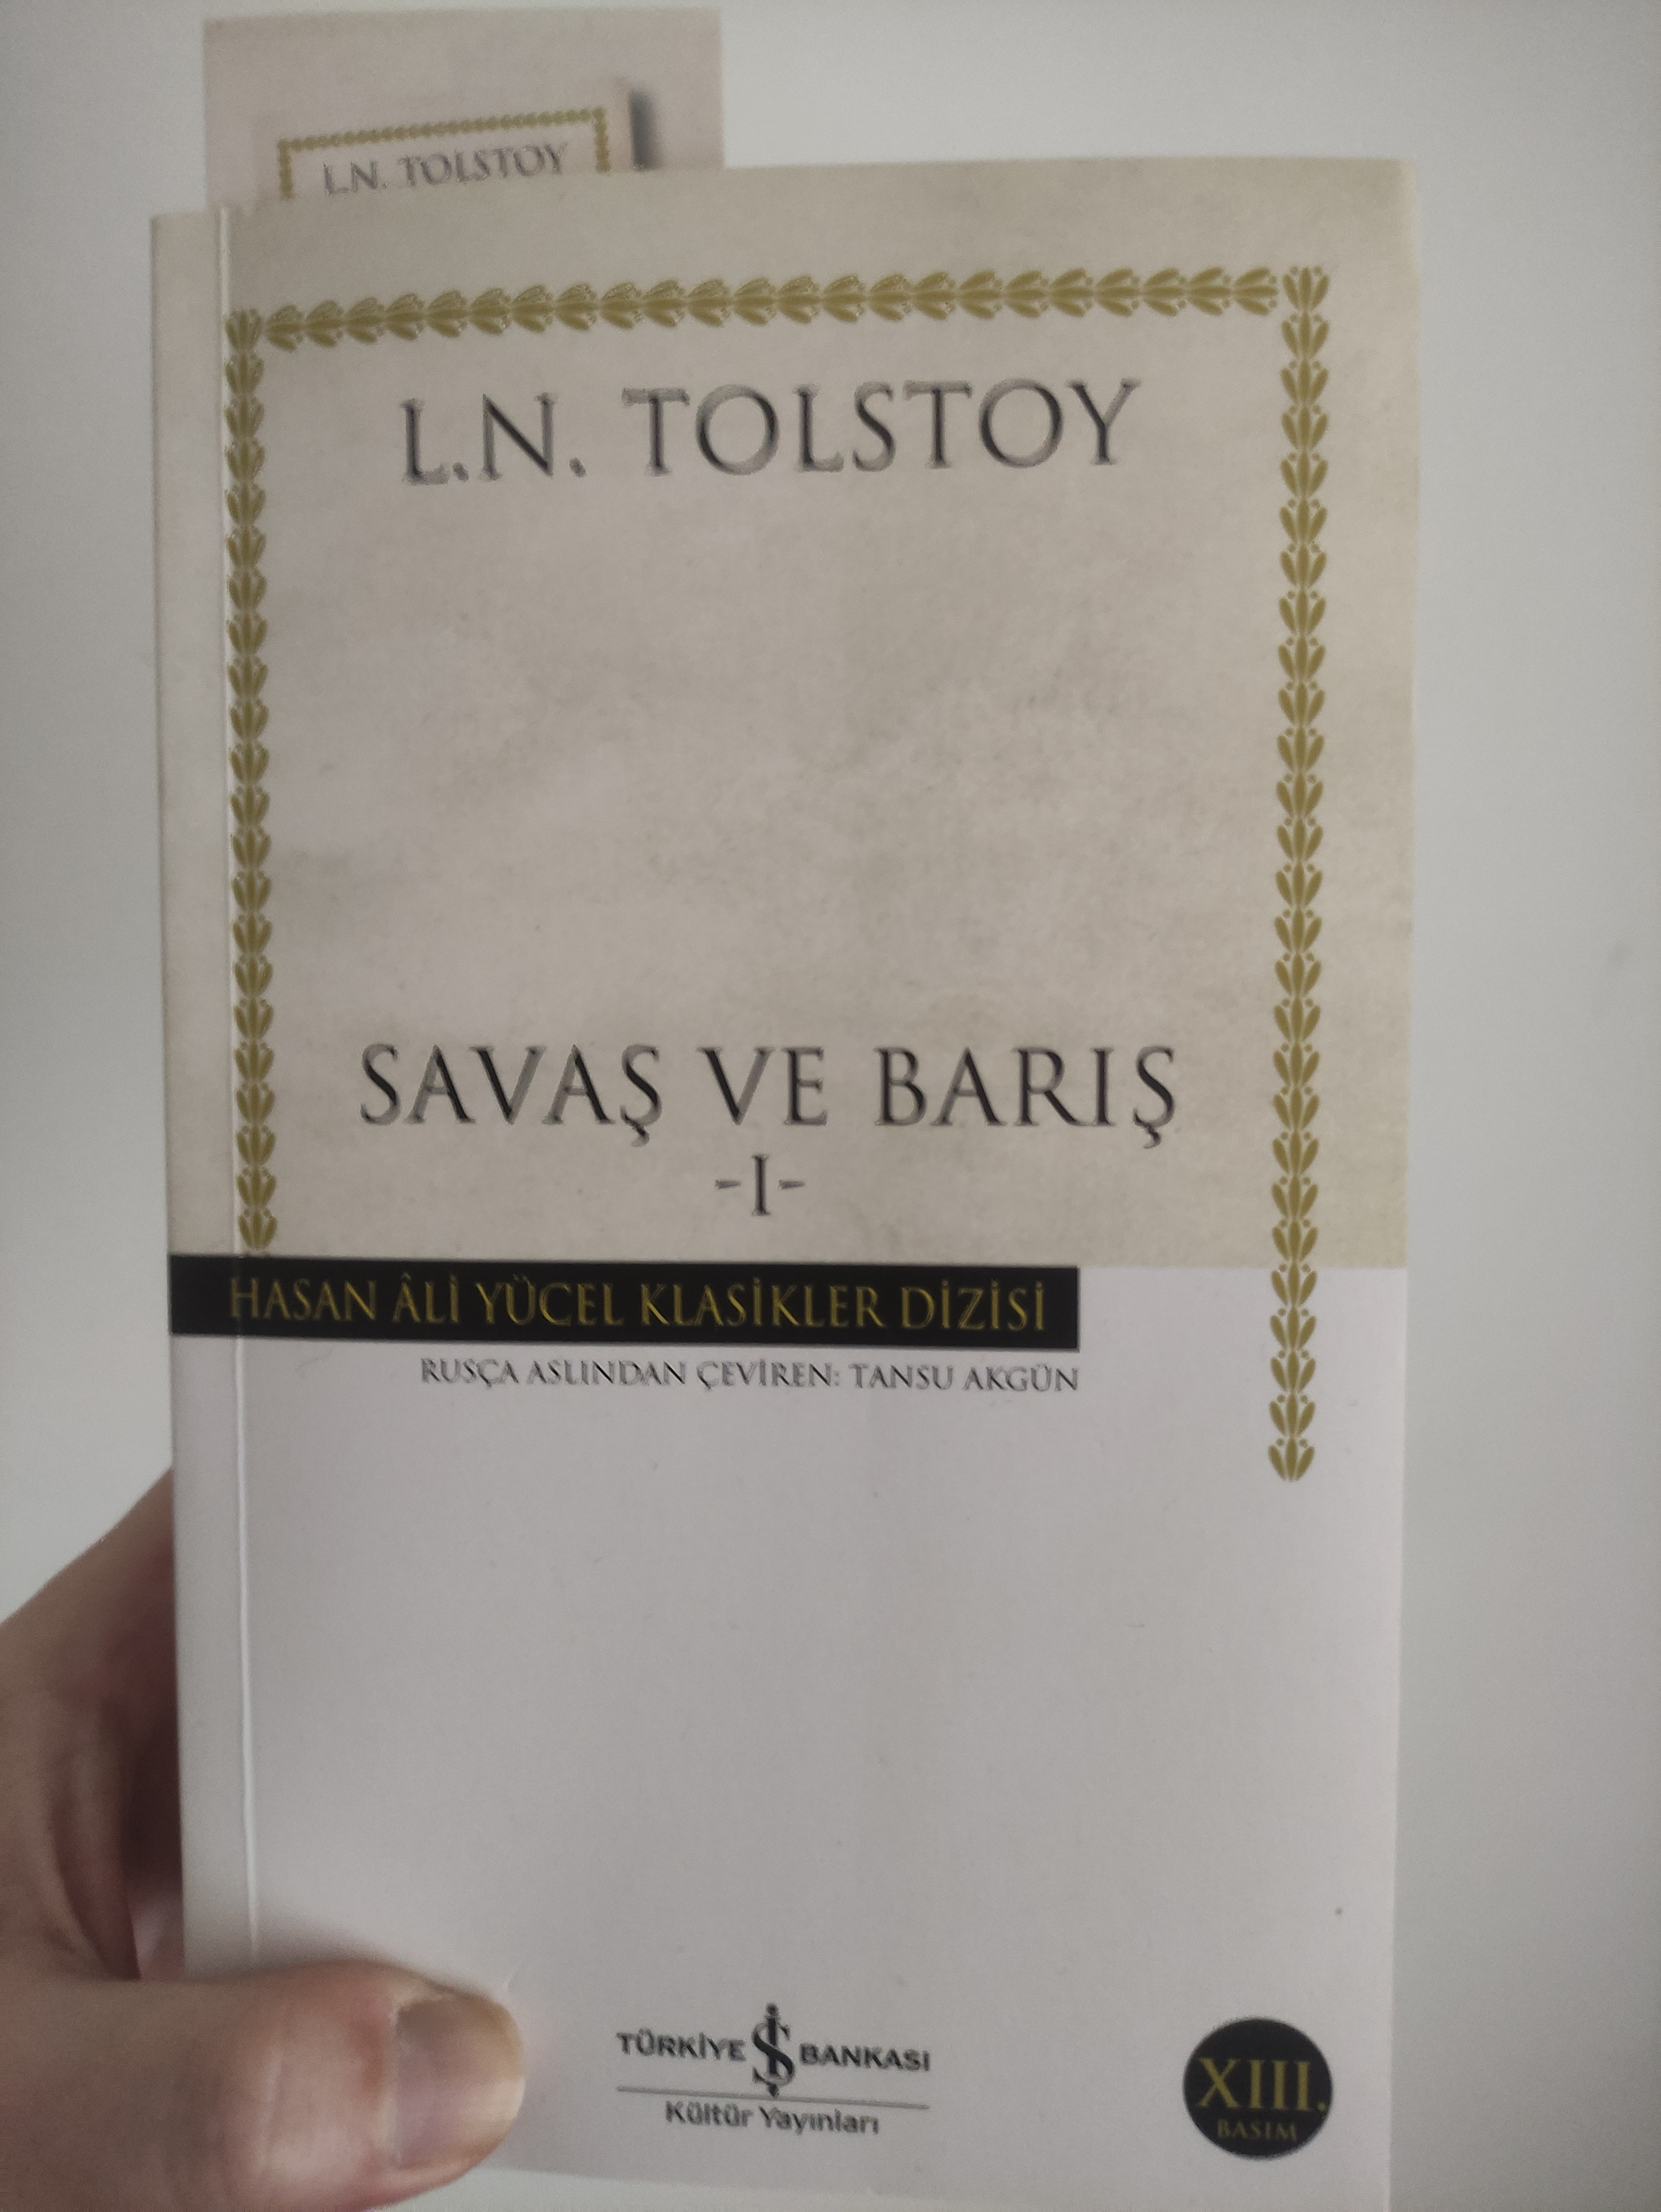 L.N. TOLSTOY
L.N. TOLSTOY
SAVAŞ VE BARIŞ
-I-
HASAN ÂLİ YÜCEL KLASİKLER DİZİSİ
RUSÇA ASLINDAN ÇEVİREN: TANSU AKGÜN
TÜRKİYE İŞ BANKASI
Kültür Yayınları
XIII.
BASIM